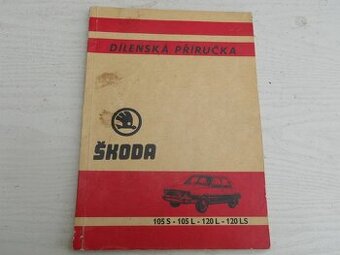 DÍLENSKÁ PŘÍRUČKA
ŠKODA
105 S - 105 L - 120 L - 120 LS